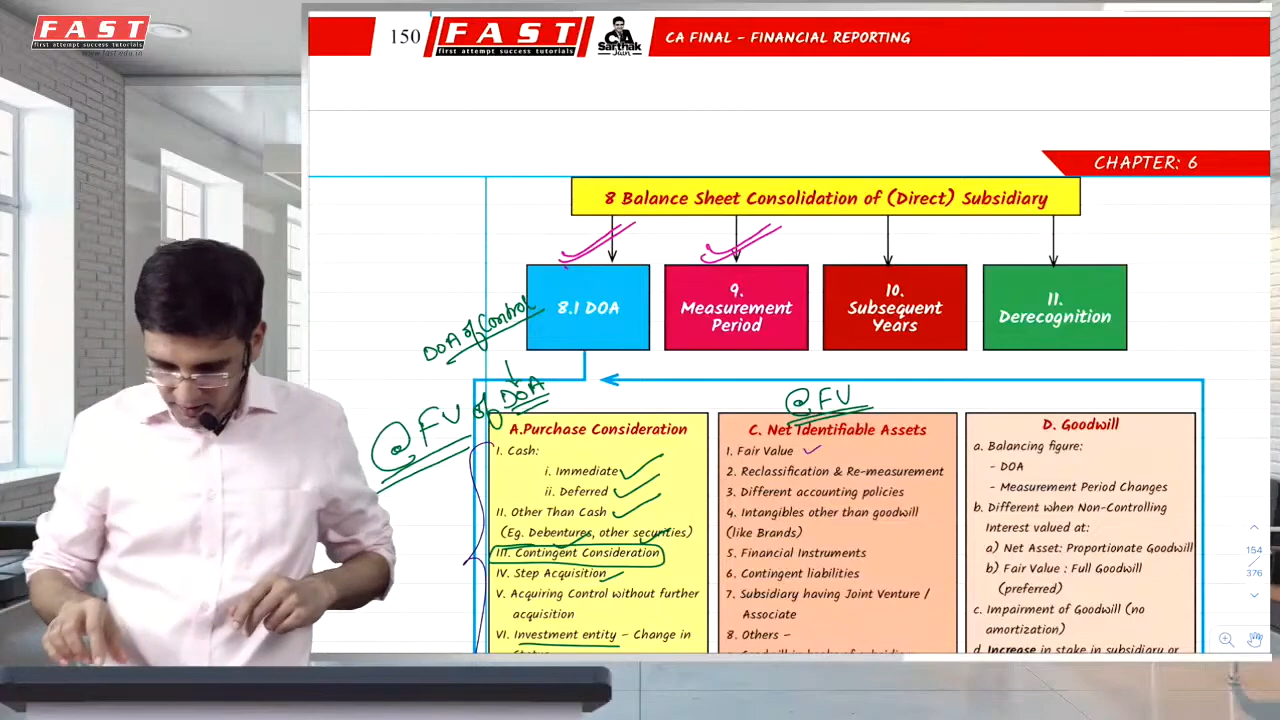 FAST
first attempt success tutorials
www.fast.edu.in
150
FAST
first attempt success tutorials
CA
Sarthak
Jain
CA FINAL - FINANCIAL REPORTING
CHAPTER: 6
8 Balance Sheet Consolidation of (Direct) Subsidiary
8.1 DOA
9.
Measurement
Period
10.
Subsequent
Years
11.
Derecognition
DOA of Control
@ FV of DOA
@ FV
A.Purchase Consideration
I. Cash:
i. Immediate
ii. Deferred
II. Other Than Cash
(Eg. Debentures, other securities)
III. Contingent Consideration
IV. Step Acquisition
V. Acquiring Control without further
acquisition
VI. Investment entity - Change in
C. Net Identifiable Assets
1. Fair Value
2. Reclassification & Re-measurement
3. Different accounting policies
4. Intangibles other than goodwill
(like Brands)
5. Financial Instruments
6. Contingent liabilities
7. Subsidiary having Joint Venture /
Associate
8. Others -
D. Goodwill
a. Balancing figure:
- DOA
- Measurement Period Changes
b. Different when Non-Controlling
Interest valued at:
a) Net Asset: Proportionate Goodwill
b) Fair Value : Full Goodwill
(preferred)
c. Impairment of Goodwill (no
amortization)
d. Increase in stake in subsidiary or
154
376